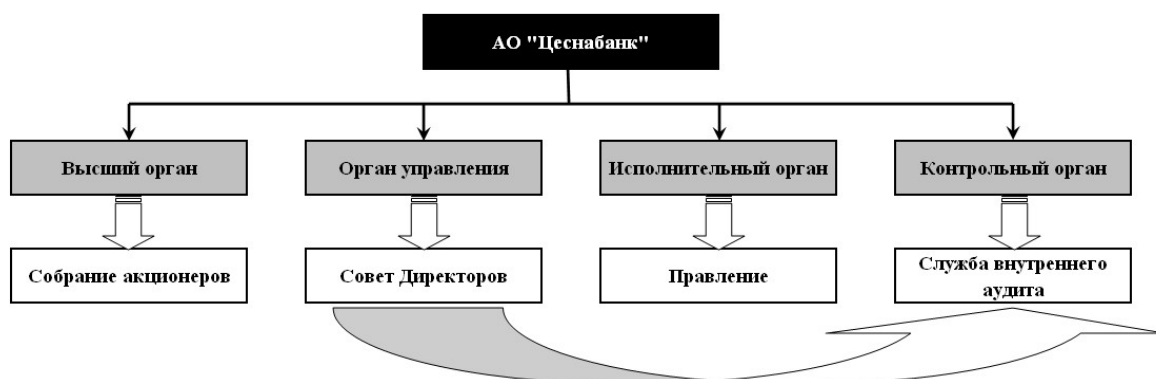 АО "Цеснабанк"
Высший орган
Орган управления
Исполнительный орган
Контрольный орган
Собрание акционеров
Совет Директоров
Правление
Служба внутреннего
аудита